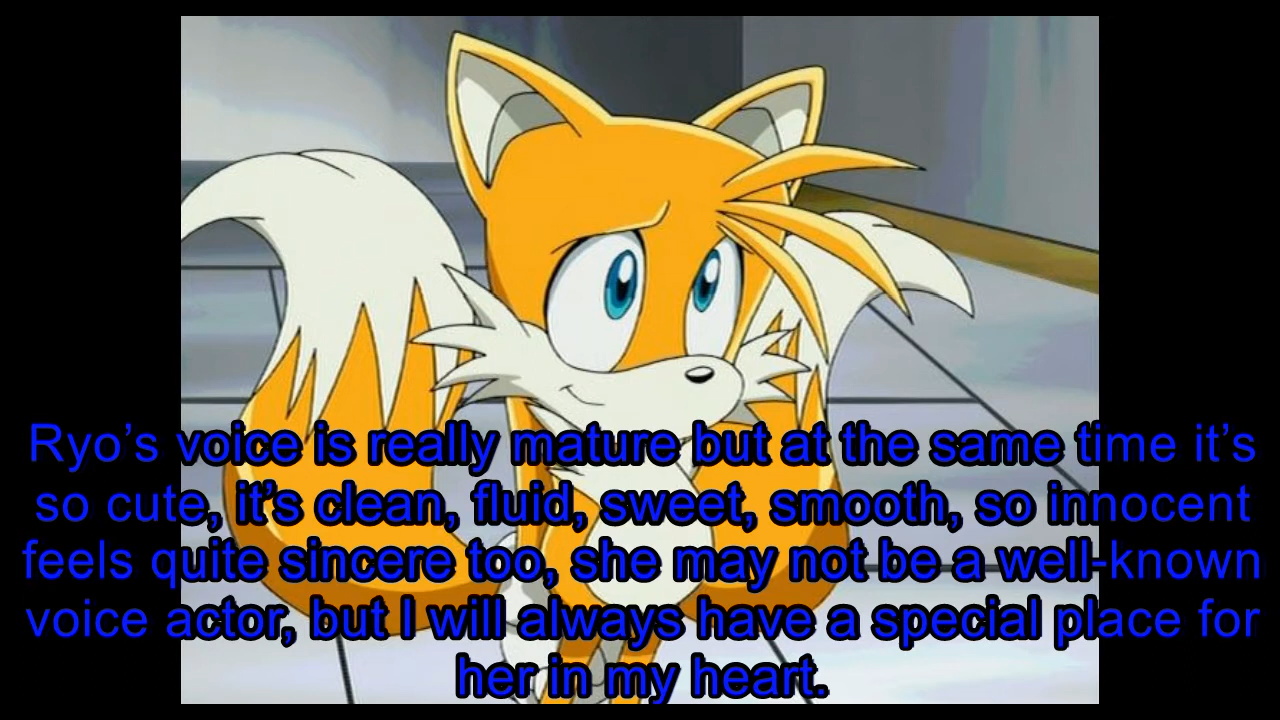 Ryo’s voice is really mature but at the same time it’s
so cute, it’s clean, fluid, sweet, smooth, so innocent
feels quite sincere too, she may not be a well-known
voice actor, but I will always have a special place for
her in my heart.